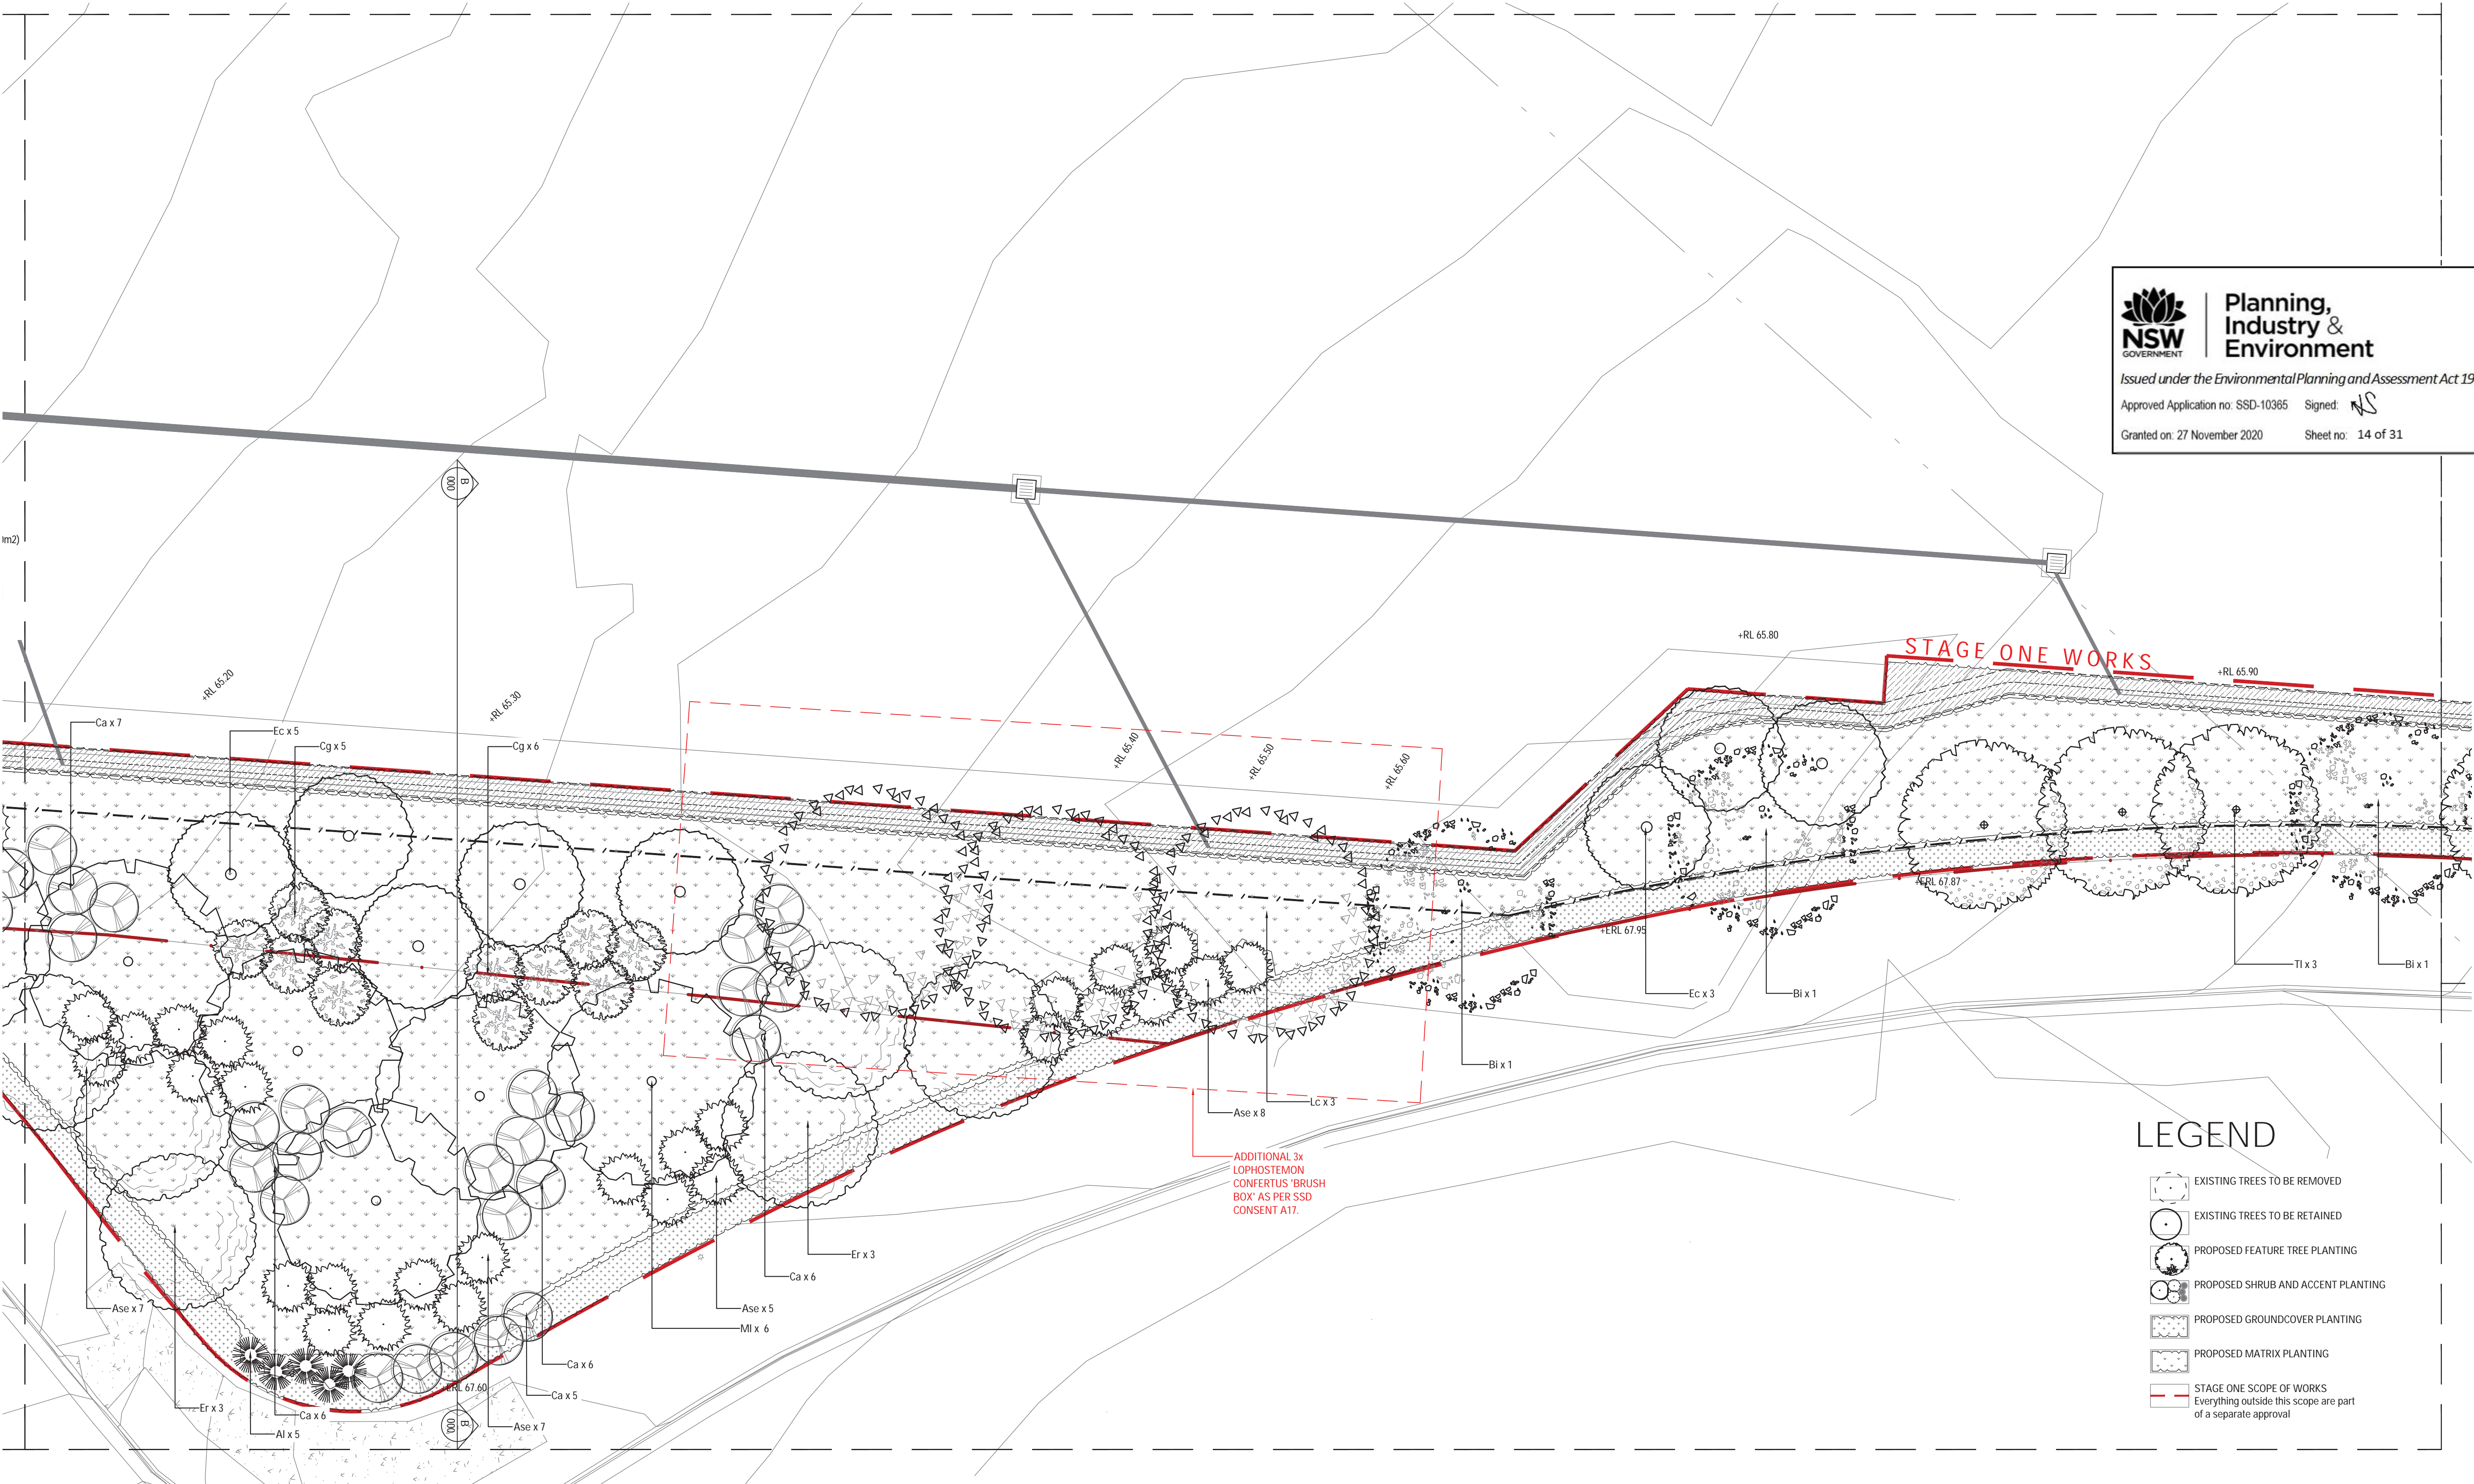 Planning,
Industry &
Environment
NSW
GOVERNMENT
Issued under the Environmental Planning and Assessment Act 19
Approved Application no: SSD-10365 Signed:
Granted on: 27 November 2020 Sheet no: 14 of 31
B
000
m2)
+RL 65.80
STAGE ONE WORKS
+RL 65.90
+RL 65.20
+RL 65.30
+RL 65.40
+RL 65.50
+RL 65.60
Ca x 7
Ec x 5
Cg x 5
Cg x 6
+ERL 67.87
+ERL 67.95
Tl x 3
Bi x 1
Ec x 3
Bi x 1
Bi x 1
Lc x 3
Ase x 8
ADDITIONAL 3x
LOPHOSTEMON
CONFERTUS 'BRUSH
BOX' AS PER SSD
CONSENT A17.
Er x 3
Ca x 6
Ase x 7
Ase x 5
Ml x 6
Ca x 6
+ERL 67.60
Ca x 5
Er x 3
Ca x 6
Ase x 7
Al x 5
B
000
LEGEND
EXISTING TREES TO BE REMOVED
EXISTING TREES TO BE RETAINED
PROPOSED FEATURE TREE PLANTING
PROPOSED SHRUB AND ACCENT PLANTING
PROPOSED GROUNDCOVER PLANTING
PROPOSED MATRIX PLANTING
STAGE ONE SCOPE OF WORKS
Everything outside this scope are part
of a separate approval